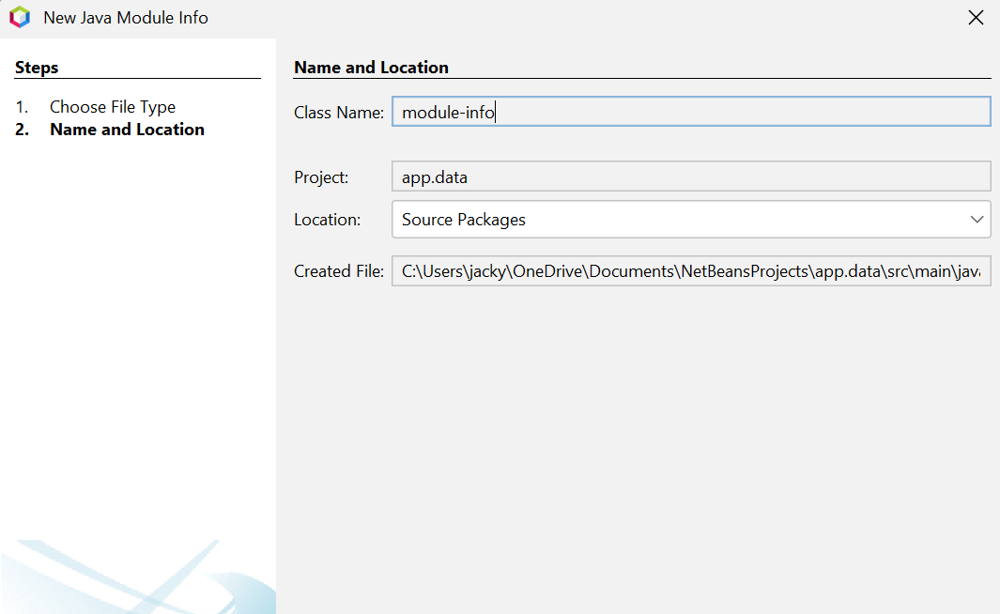 New Java Module Info
Steps
1. Choose File Type
2. Name and Location
Name and Location
Class Name: module-info
Project: app.data
Location: Source Packages
Created File: C:\Users\jacky\OneDrive\Documents\NetBeansProjects\app.data\src\main\java